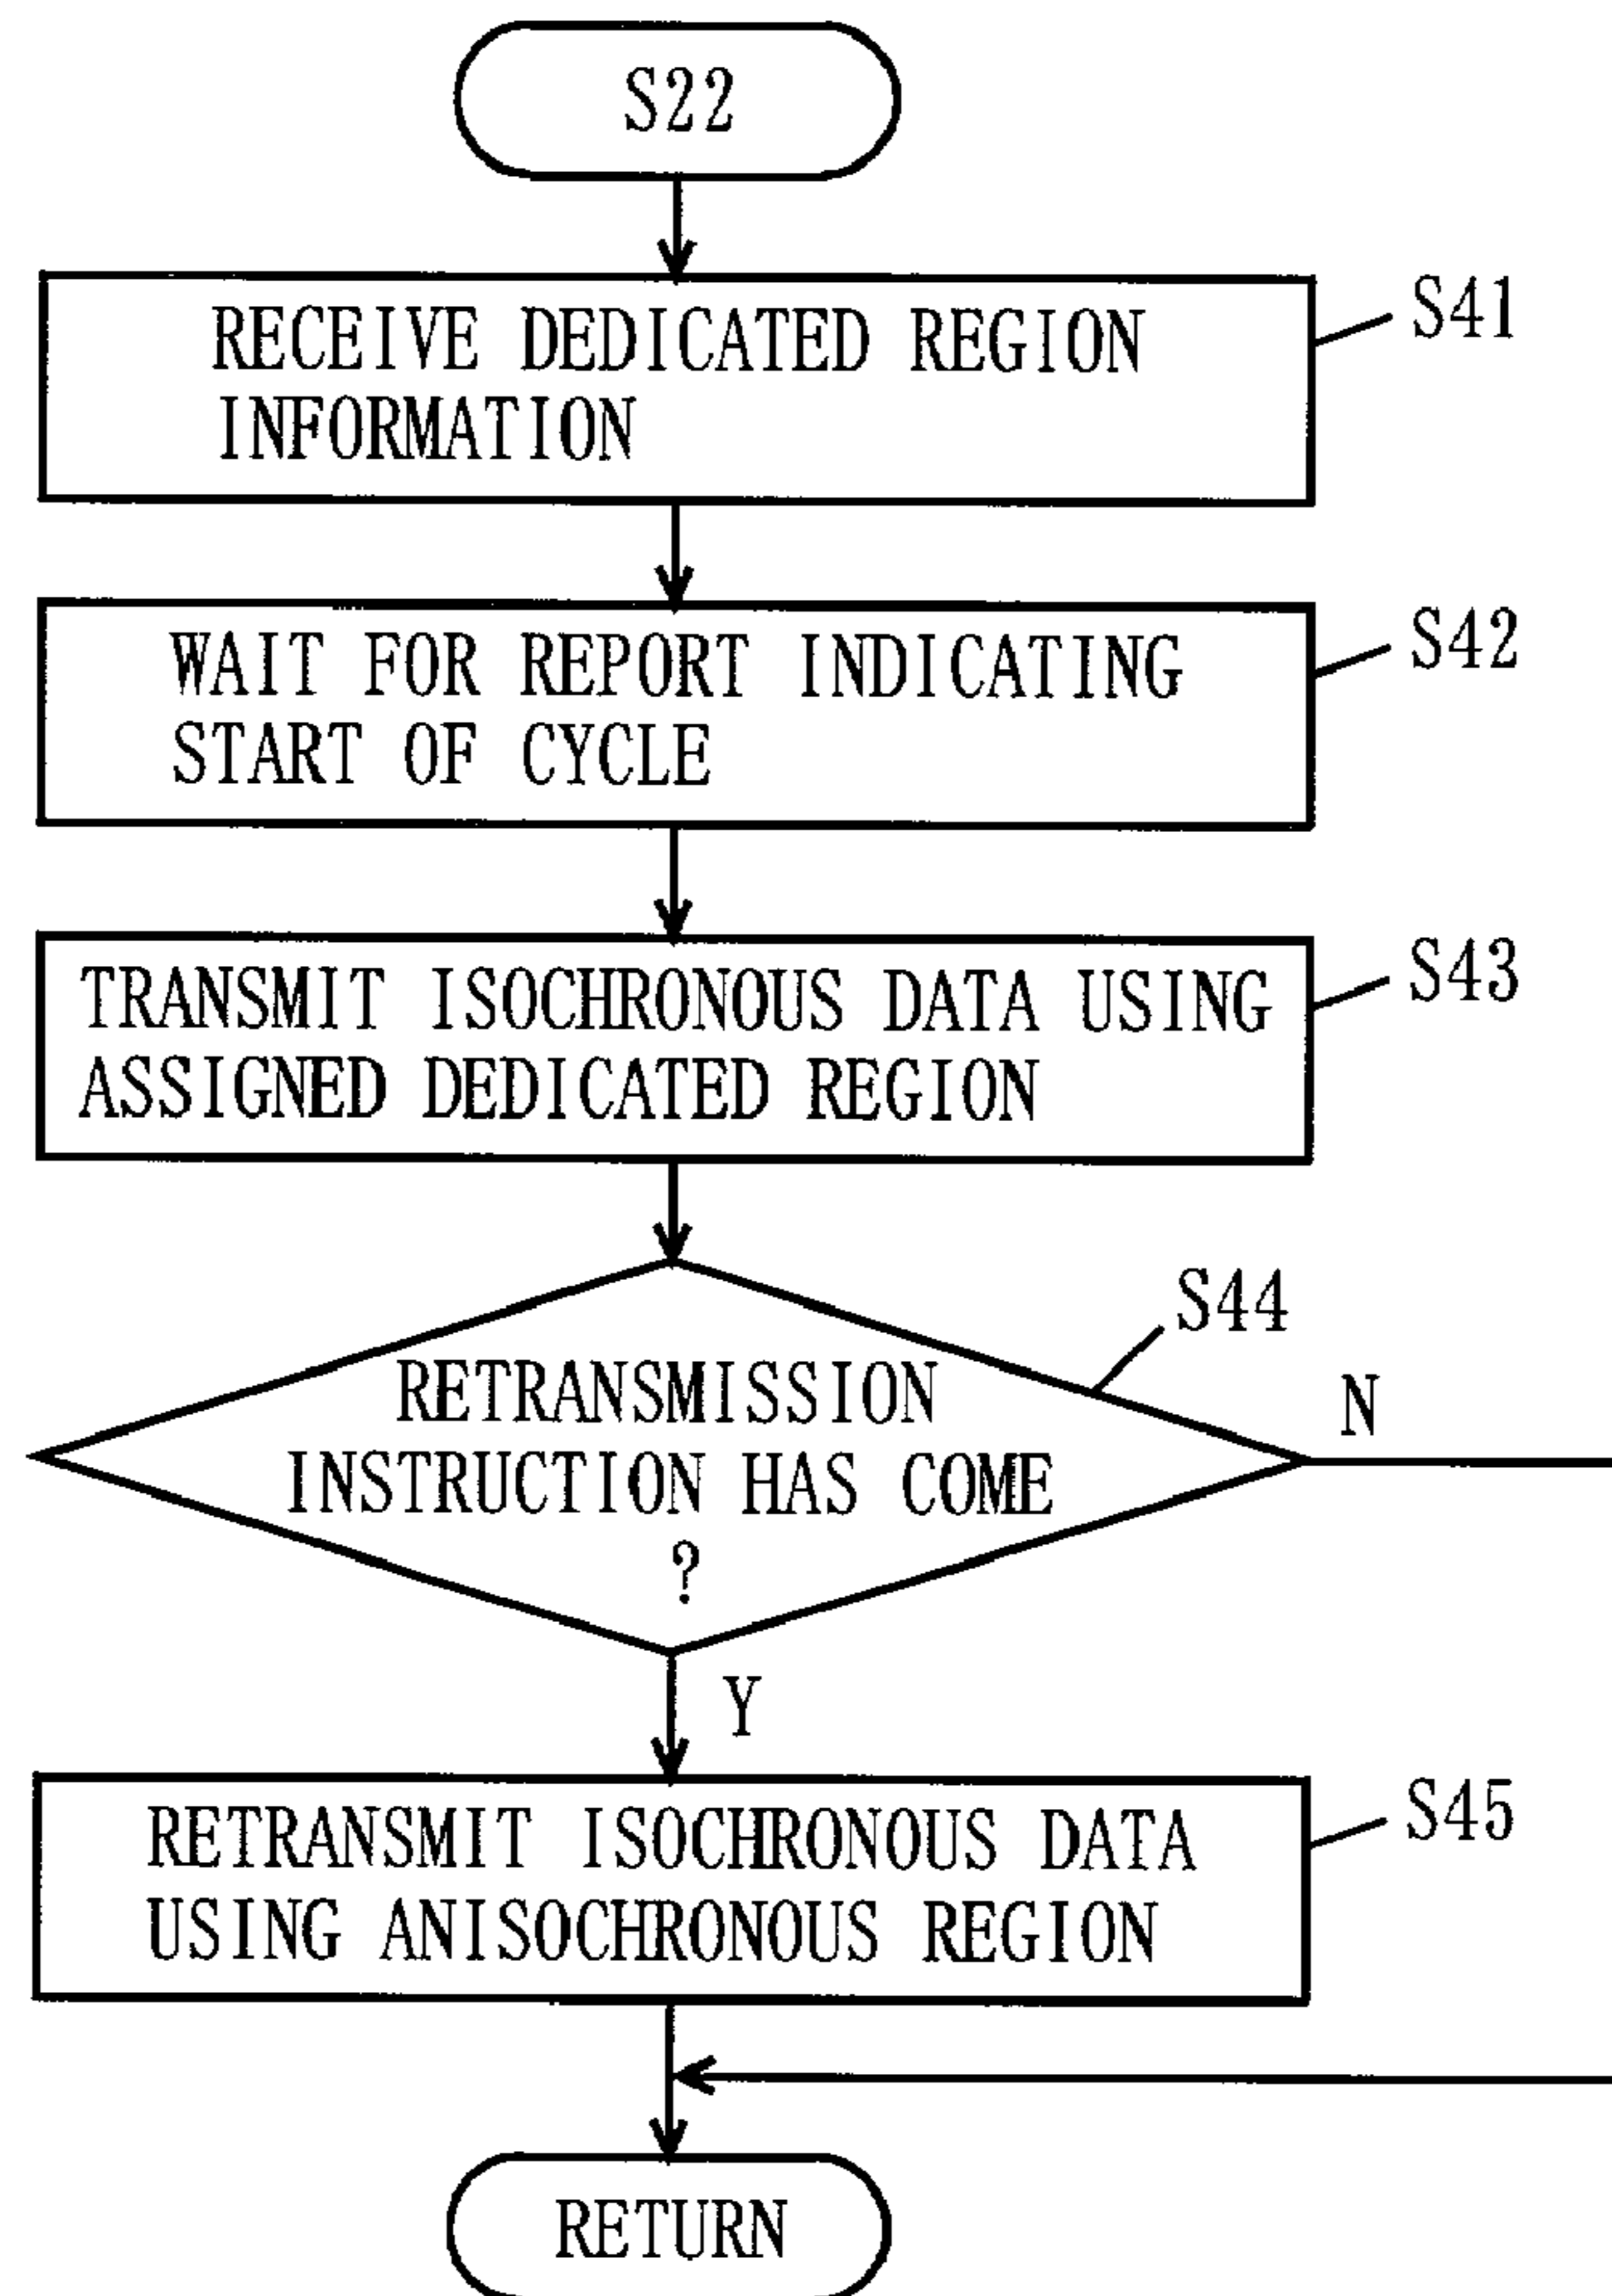 S22
RECEIVE DEDICATED REGION
INFORMATION
S41
WAIT FOR REPORT INDICATING
START OF CYCLE
S42
TRANSMIT ISOCHRONOUS DATA USING
ASSIGNED DEDICATED REGION
S43
S44
RETRANSMISSION
INSTRUCTION HAS COME
?
N
Y
RETRANSMIT ISOCHRONOUS DATA
USING ANISOCHRONOUS REGION
S45
RETURN